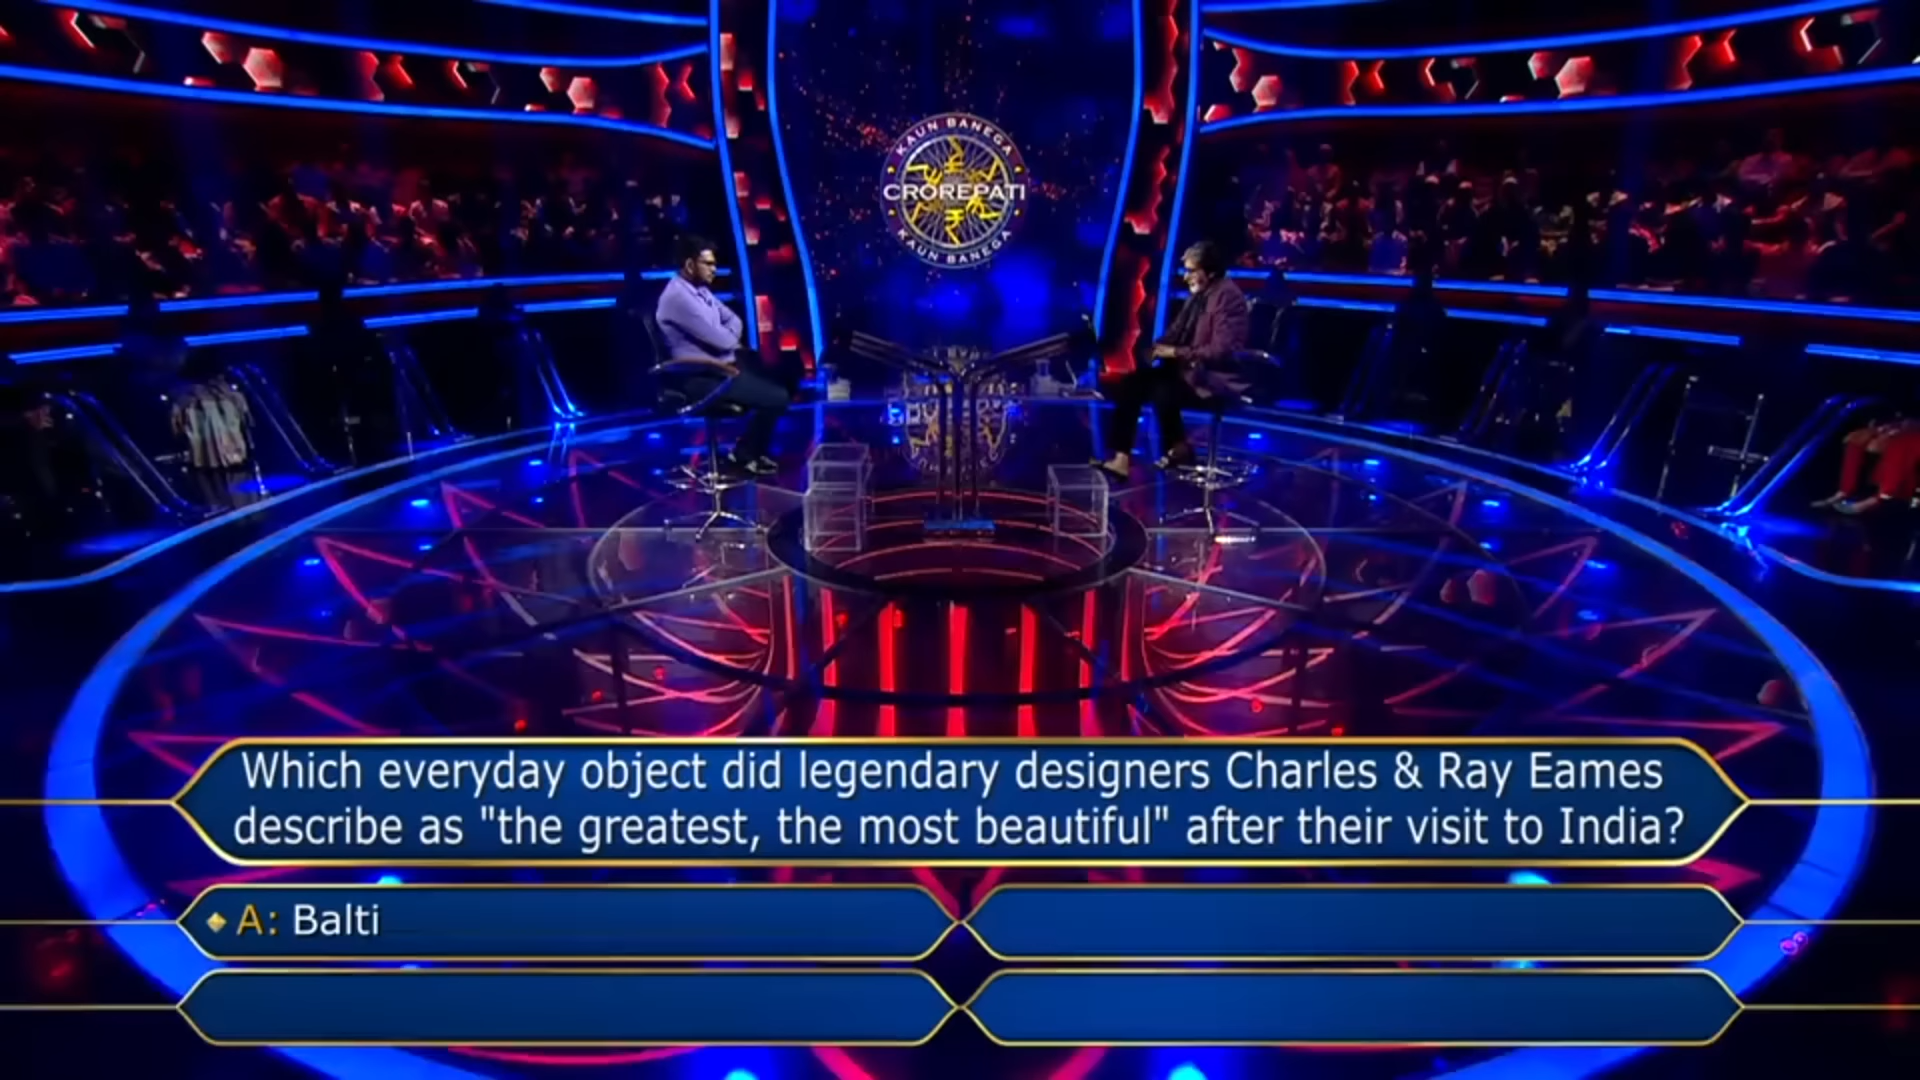 KAUN BANEGA
CROREPATI
KAUN BANEGA
Which everyday object did legendary designers Charles & Ray Eames
describe as "the greatest, the most beautiful" after their visit to India?
A: Balti